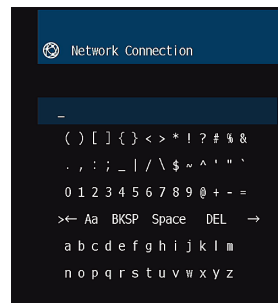 Network Connection
_
( ) [ ] { } < > * ! ? # % &
. , : ; _ | / \ $ ~ ^ ' " `
0 1 2 3 4 5 6 7 8 9 @ + - =
>← Aa BKSP Space DEL →
a b c d e f g h i j k l m
n o p q r s t u v w x y z